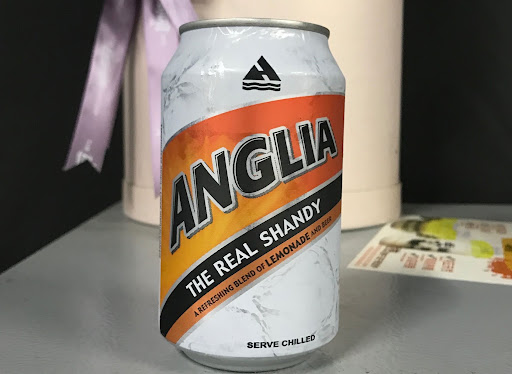 ANGLIA
THE REAL SHANDY
A REFRESHING BLEND OF LEMONADE AND BEER
SERVE CHILLED